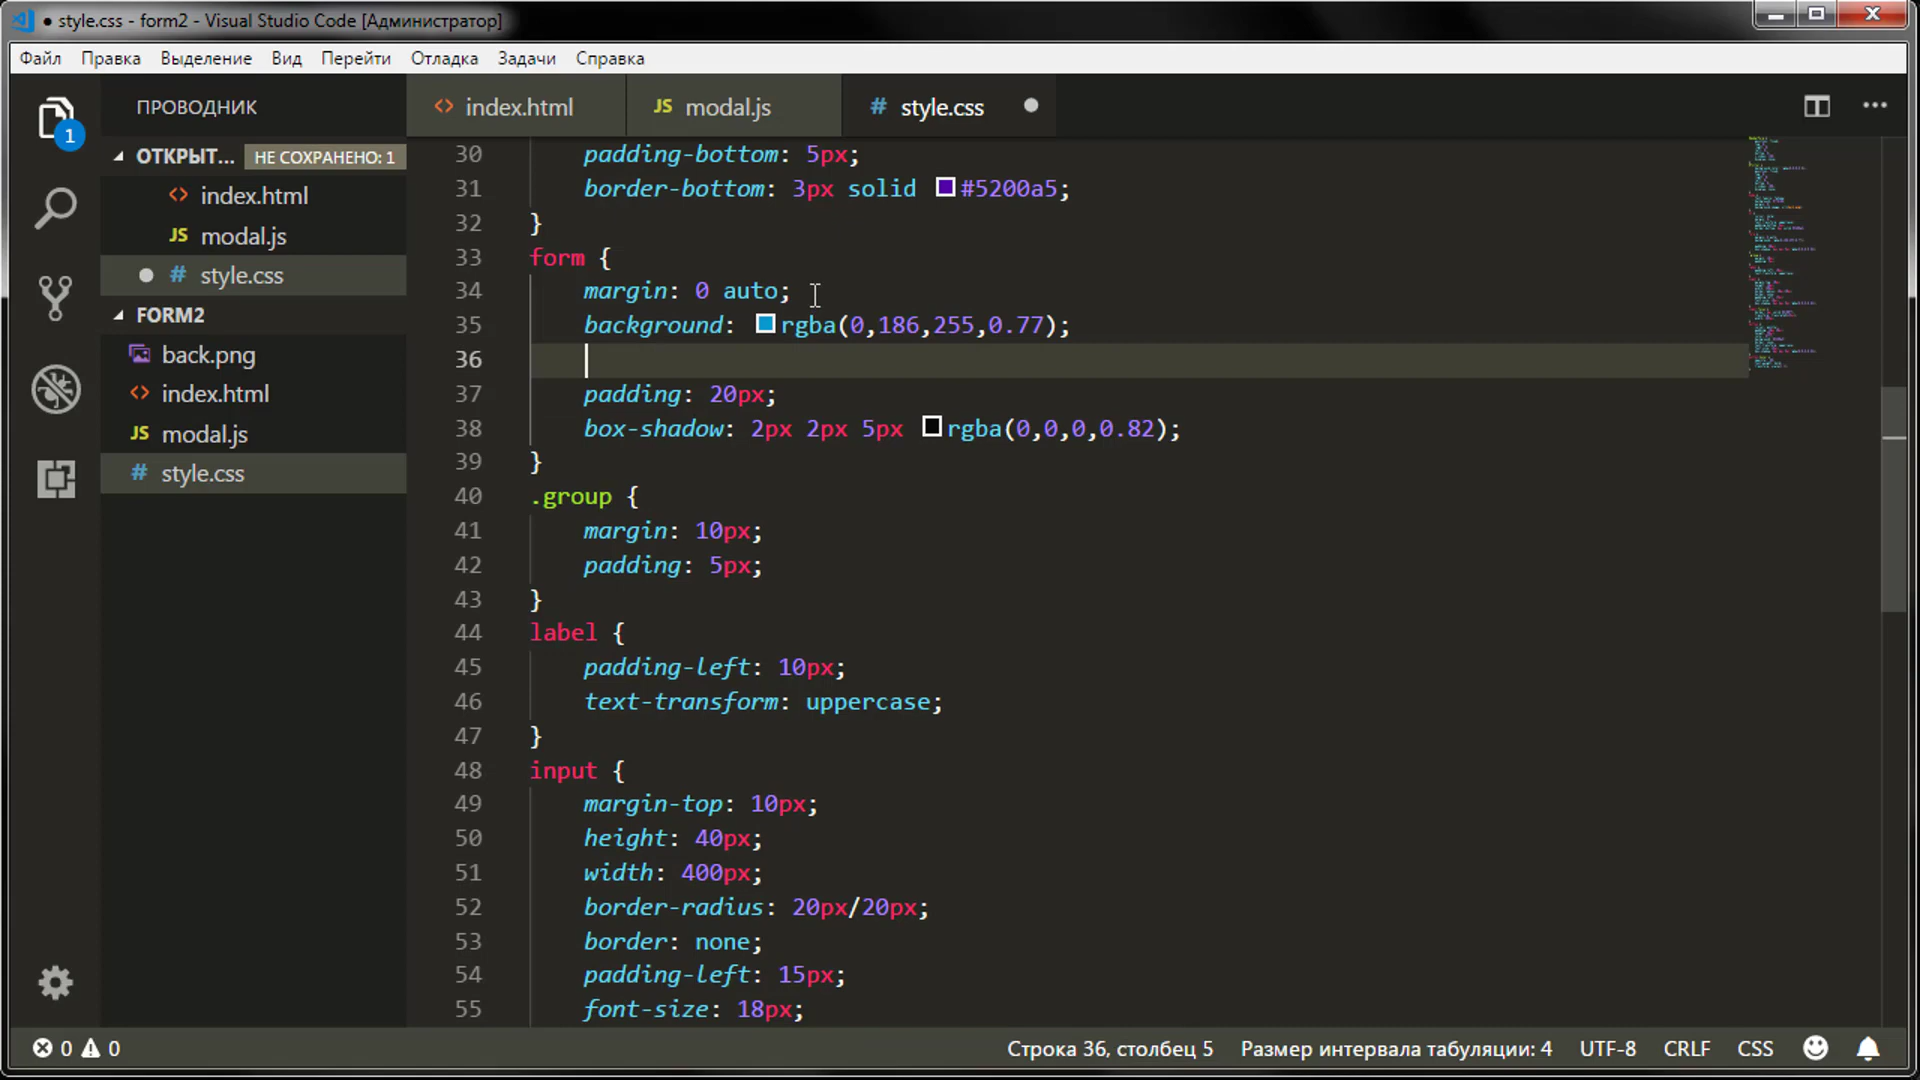 ● style.css - form2 - Visual Studio Code [Администратор]
Файл Правка Выделение Вид Перейти Отладка Задачи Справка
ПРОВОДНИК
<> index.html
JS modal.js
# style.css ●
1
ОТКРЫТ... НЕ СОХРАНЕНО: 1
<> index.html
JS modal.js
● # style.css
FORM2
back.png
<> index.html
JS modal.js
# style.css
30 padding-bottom: 5px;
31 border-bottom: 3px solid #5200a5;
32 }
33 form {
34 margin: 0 auto;
35 background: rgba(0,186,255,0.77);
36
37 padding: 20px;
38 box-shadow: 2px 2px 5px rgba(0,0,0,0.82);
39 }
40 .group {
41 margin: 10px;
42 padding: 5px;
43 }
44 label {
45 padding-left: 10px;
46 text-transform: uppercase;
47 }
48 input {
49 margin-top: 10px;
50 height: 40px;
51 width: 400px;
52 border-radius: 20px/20px;
53 border: none;
54 padding-left: 15px;
55 font-size: 18px;
0 0 Строка 36, столбец 5 Размер интервала табуляции: 4 UTF-8 CRLF CSS